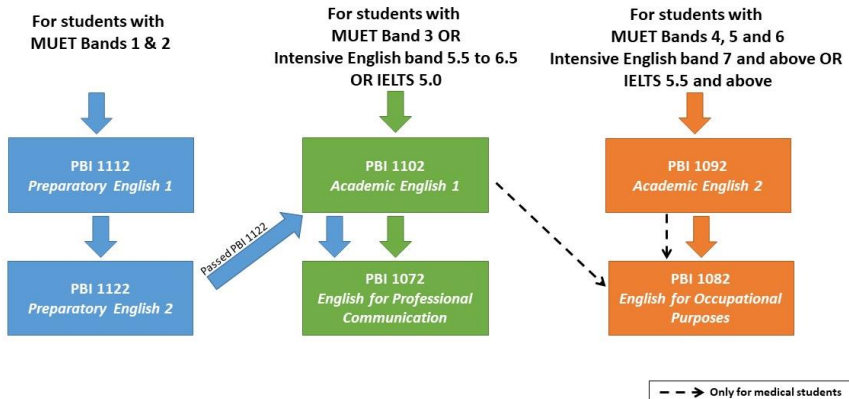 For students with
MUET Bands 1 & 2
For students with
MUET Band 3 OR
Intensive English band 5.5 to 6.5
OR IELTS 5.0
For students with
MUET Bands 4, 5 and 6
Intensive English band 7 and above OR
IELTS 5.5 and above
PBI 1112
Preparatory English 1
PBI 1102
Academic English 1
PBI 1092
Academic English 2
Passed PBI 1122
PBI 1122
Preparatory English 2
PBI 1072
English for Professional
Communication
PBI 1082
English for Occupational
Purposes
Only for medical students